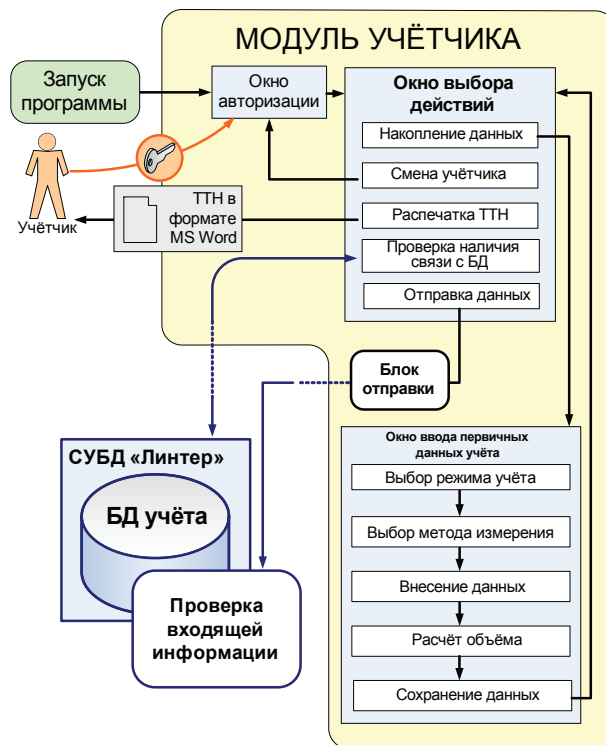 МОДУЛЬ УЧЁТЧИКА
Запуск
программы
Окно
авторизации
Окно выбора
действий
Накопление данных
Смена учётчика
Распечатка ТТН
Проверка наличия
связи с БД
Отправка данных
Учётчик
ТТН в
формате
MS Word
Блок
отправки
СУБД «Линтер»
БД учёта
Проверка
входящей
информации
Окно ввода первичных
данных учёта
Выбор режима учёта
Выбор метода измерения
Внесение данных
Расчёт объёма
Сохранение данных